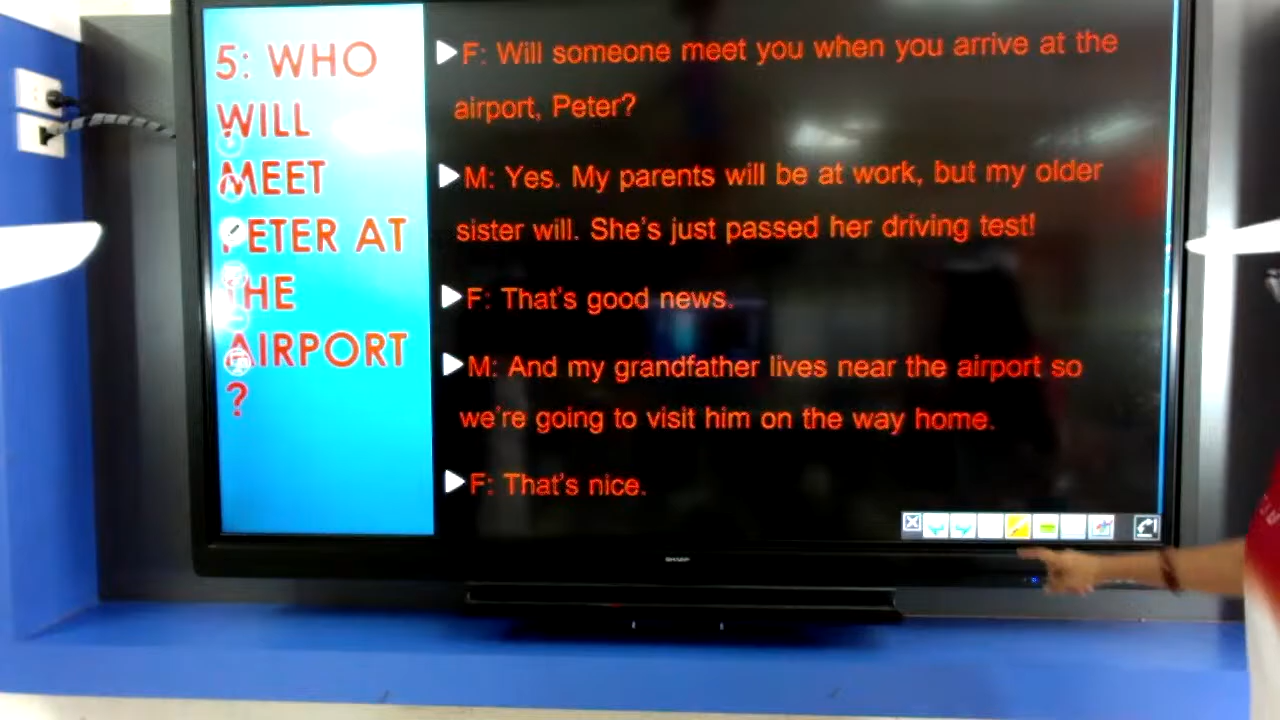 5: WHO
WILL
MEET
PETER AT
THE
AIRPORT
?
F: Will someone meet you when you arrive at the
airport, Peter?
M: Yes. My parents will be at work, but my older
sister will. She's just passed her driving test!
F: That's good news.
M: And my grandfather lives near the airport so
we're going to visit him on the way home.
F: That's nice.
SHARP